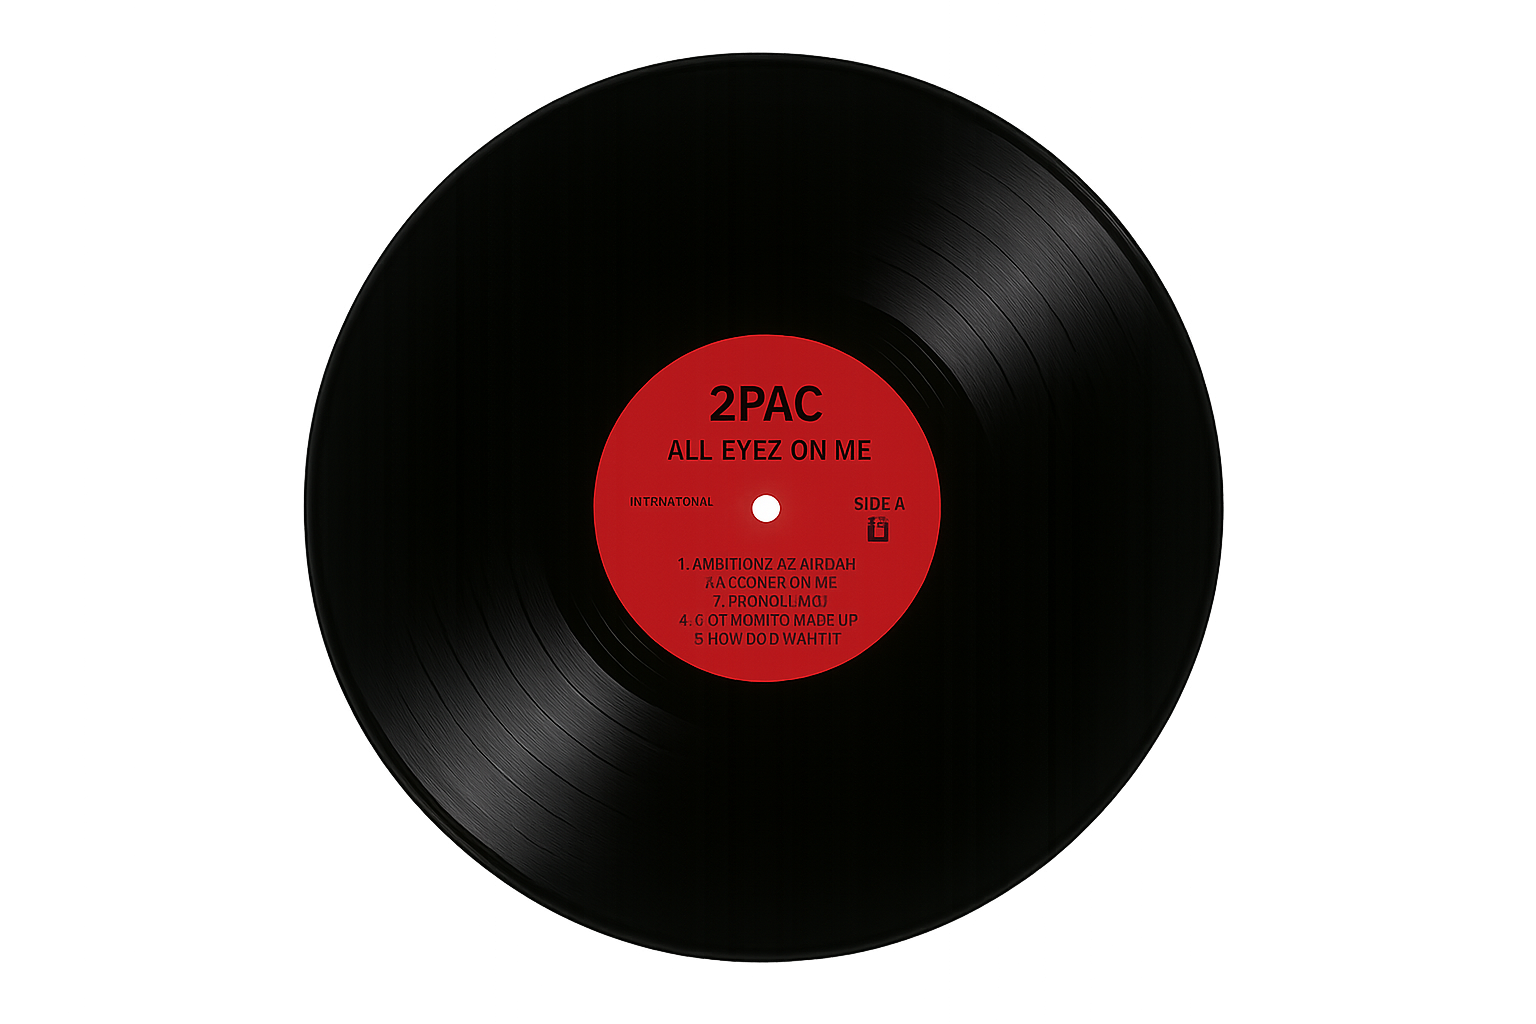 2PAC
ALL EYEZ ON ME
INTRNATONAL
SIDE A
1. AMBITIONZ AZ AIRDAH
CCONER ON ME
7.
4. OT MOMITO MADE UP
5 HOW DO D WAHTIT